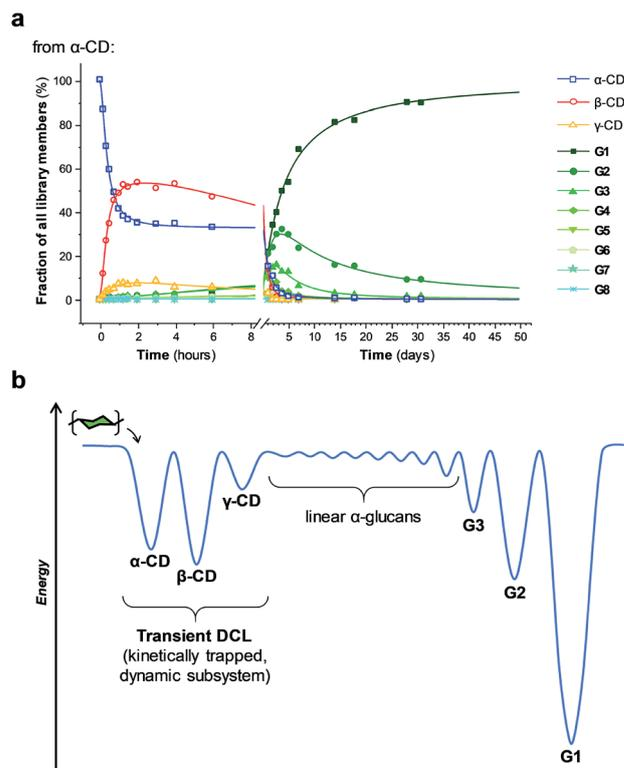 a
from α-CD:
Fraction of all library members (%)
100
80
60
40
20
0
0 2 4 6 8
5 10 15 20 25 30 35 40 45 50
Time (hours)
Time (days)
α-CD
β-CD
γ-CD
G1
G2
G3
G4
G5
G6
G7
G8
b
Energy
α-CD
β-CD
γ-CD
linear α-glucans
G3
G2
G1
Transient DCL
(kinetically trapped,
dynamic subsystem)